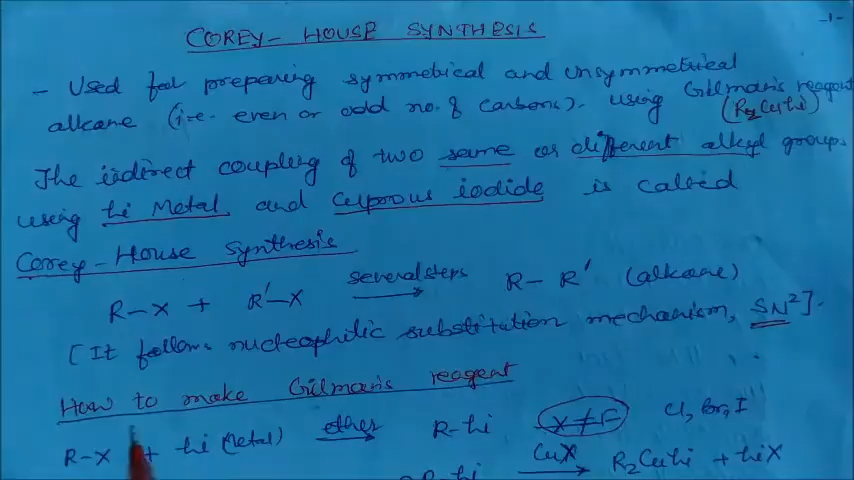 -1-
COREY- HOUSE SYNTHESIS
- Used for preparing symmetrical and unsymmetrical
alkane (i.e. even or odd no. of carbons). using Gilman's reagent
(R2CuLi)
The indirect coupling of two same or different alkyl groups
using Li Metal and Cuprous iodide is called
Corey-House synthesis
R-X + R'-X several steps R- R' (alkane)
[It follows nucleophilic substitution mechanism, SN2].
How to make Gilman's reagent
R-X + Li (Metal) ether R-Li X≠F Cl, Br, I
2R-Li CuX R2CuLi + LiX